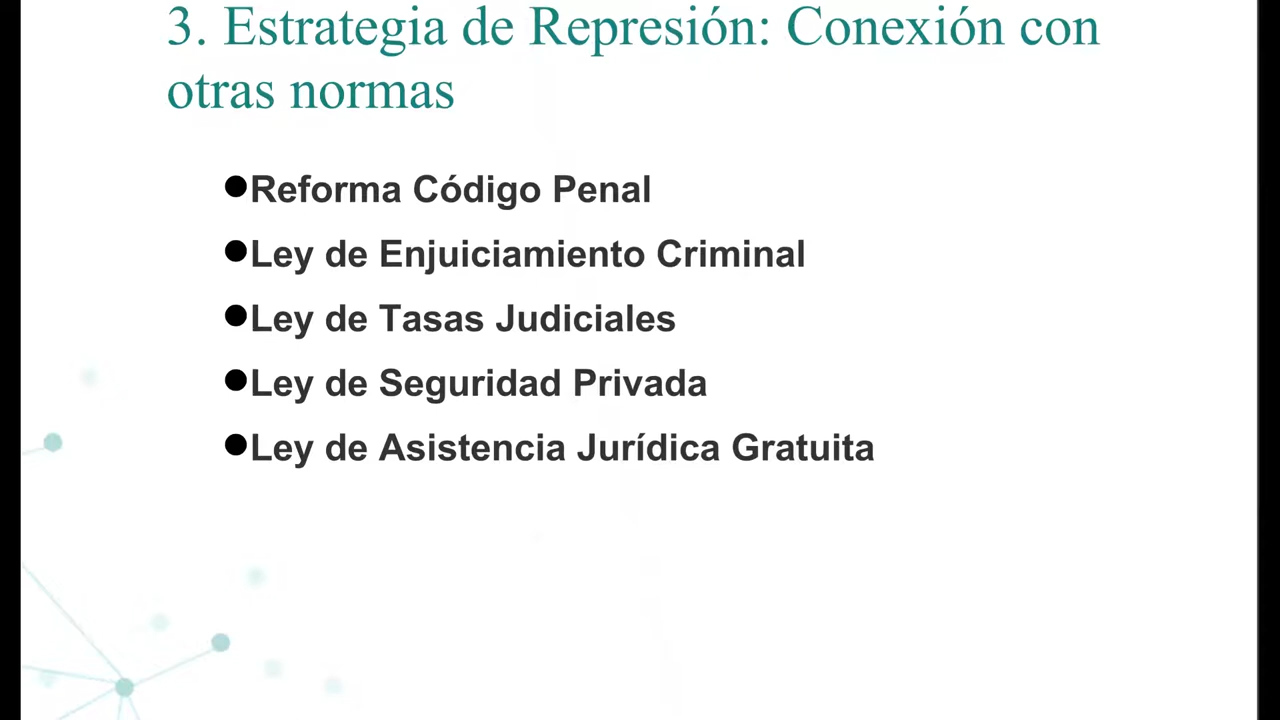 3. Estrategia de Represión: Conexión con
otras normas
●Reforma Código Penal
●Ley de Enjuiciamiento Criminal
●Ley de Tasas Judiciales
●Ley de Seguridad Privada
●Ley de Asistencia Jurídica Gratuita